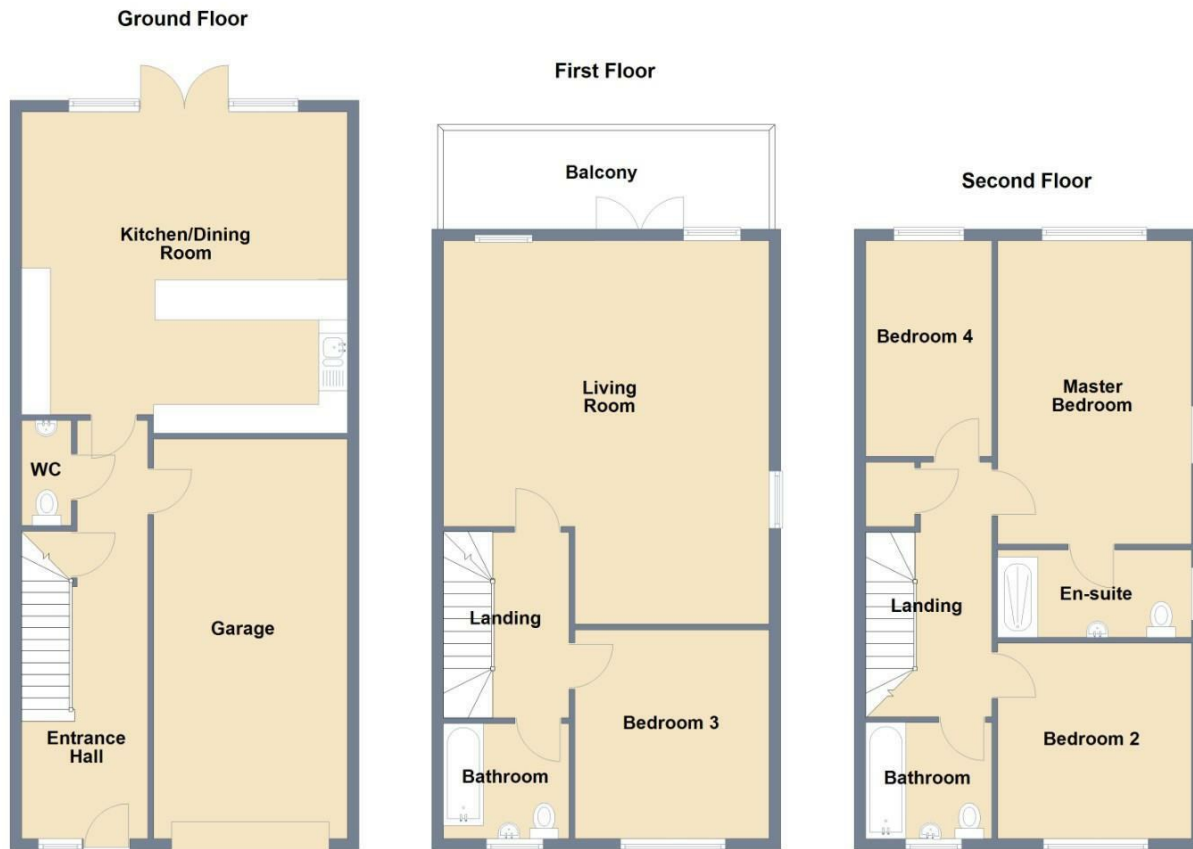 Ground Floor
Kitchen/Dining
Room
WC
Garage
Entrance
Hall
First Floor
Balcony
Living
Room
Landing
Bedroom 3
Bathroom
Second Floor
Bedroom 4
Master
Bedroom
En-suite
Landing
Bedroom 2
Bathroom